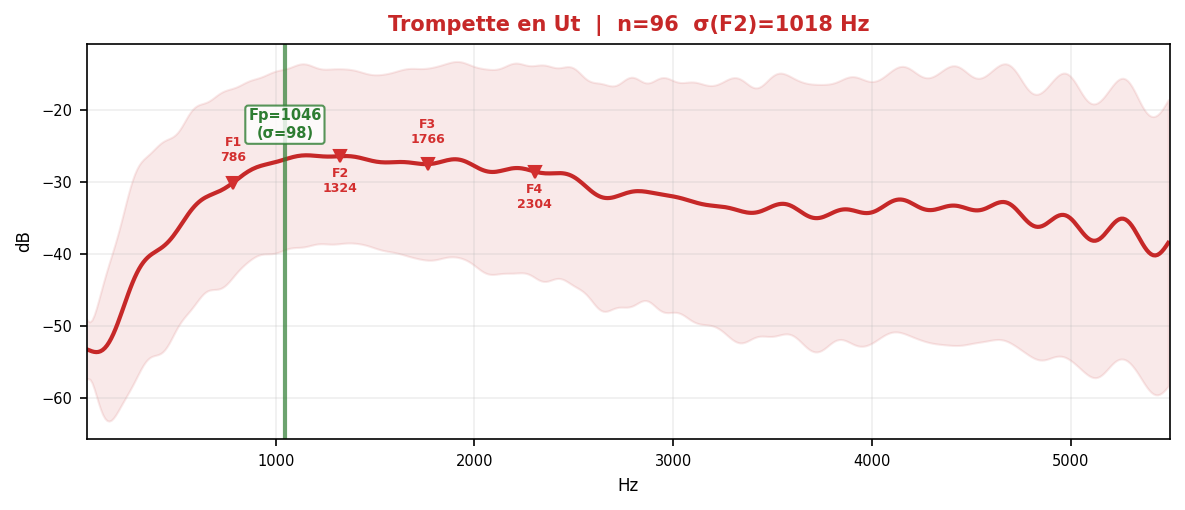 Trompette en Ut | n=96 σ(F2)=1018 Hz
−20
−30
−40
−50
−60
dB
Fp=1046
(σ=98)
F1
786
F2
1324
F3
1766
F4
2304
1000
2000
3000
4000
5000
Hz